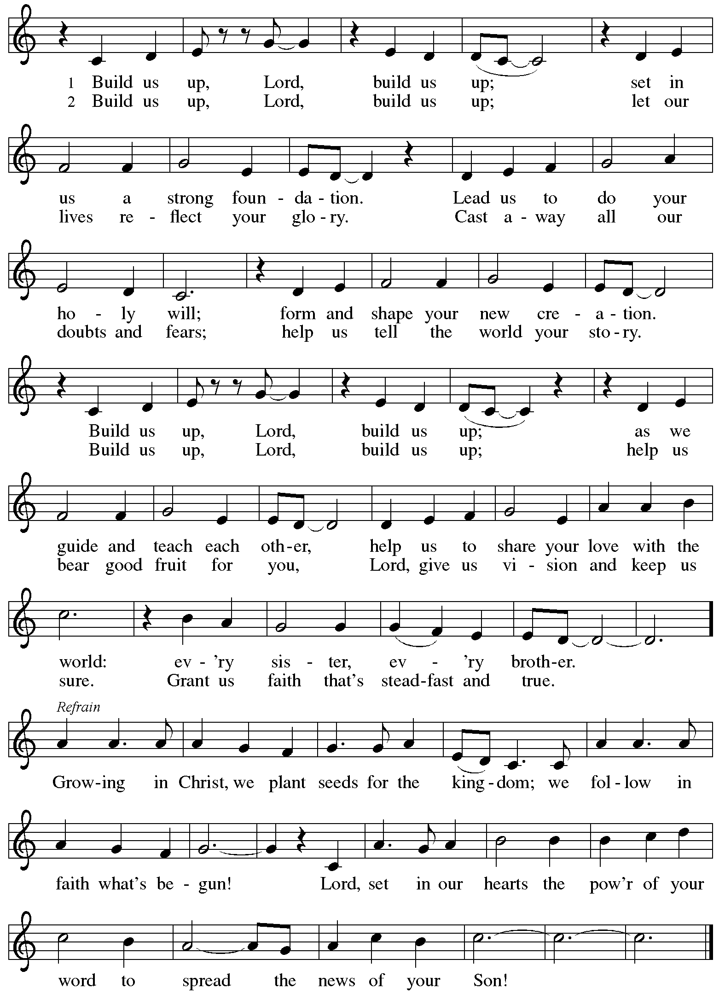 1 Build us up, Lord, build us up; set in
2 Build us up, Lord, build us up; let our
us a strong foun - da - tion. Lead us to do your
lives re - flect your glo - ry. Cast a - way all our
ho - ly will; form and shape your new cre - a - tion.
doubts and fears; help us tell the world your sto - ry.
Build us up, Lord, build us up; as we
Build us up, Lord, build us up; help us
guide and teach each oth - er, help us to share your love with the
bear good fruit for you, Lord, give us vi - sion and keep us
world: ev - 'ry sis - ter, ev - 'ry broth - er.
sure. Grant us faith that's stead - fast and true.
Refrain
Grow - ing in Christ, we plant seeds for the king - dom; we fol - low in
faith what's be - gun! Lord, set in our hearts the pow'r of your
word to spread the news of your Son!